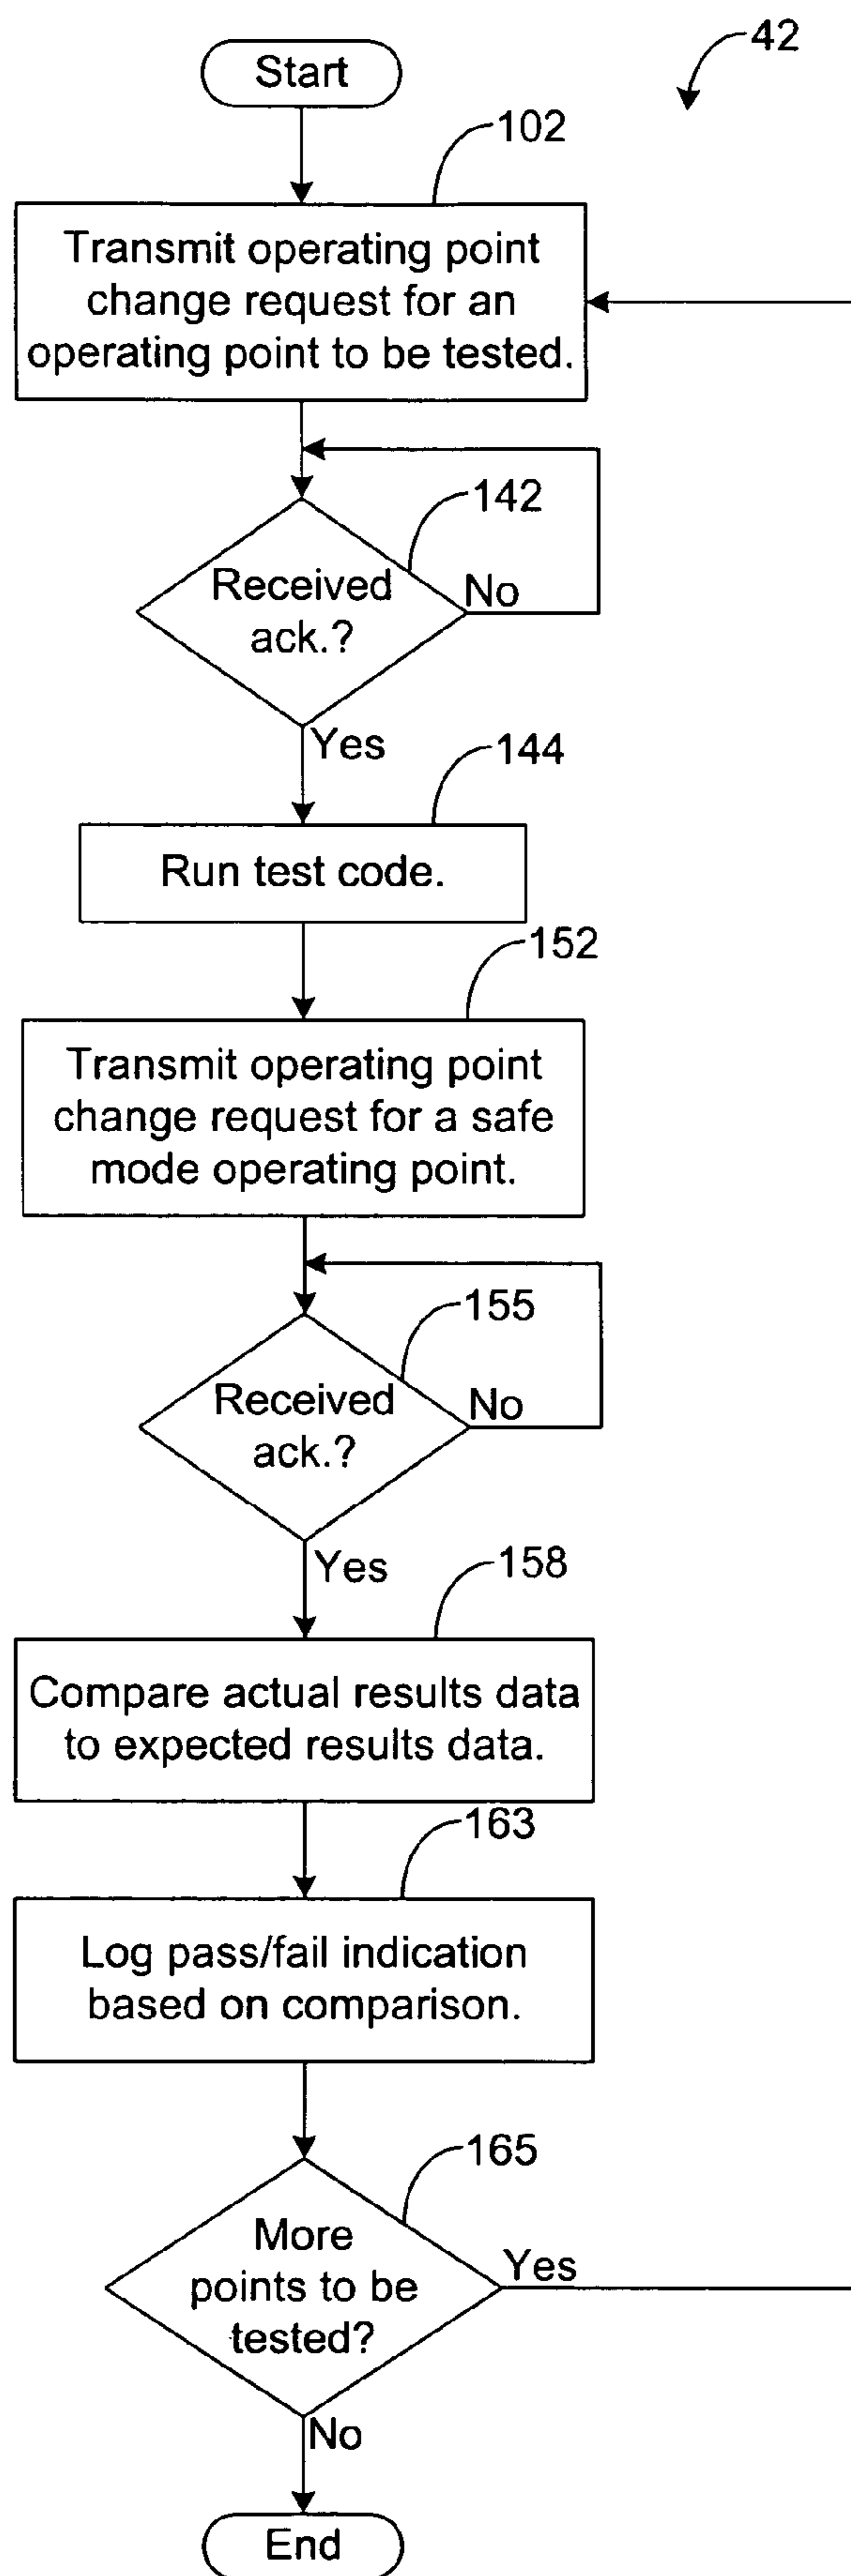 42
Start
102
Transmit operating point
change request for an
operating point to be tested.
142
Received
ack.?
No
Yes
144
Run test code.
152
Transmit operating point
change request for a safe
mode operating point.
155
Received
ack.?
No
Yes
158
Compare actual results data
to expected results data.
163
Log pass/fail indication
based on comparison.
165
More
points to be
tested?
Yes
No
End